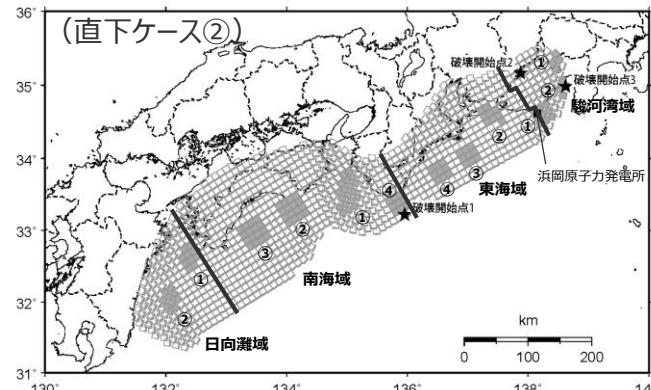 （直下ケース②）
36°
35°
34°
33°
32°
31°
破壊開始点2
①
破壊開始点3
②
駿河湾域
①
②
浜岡原子力発電所
③
④
東海域
④
破壊開始点1
①
②
③
南海域
①
②
日向灘域
km
0 100 200
130° 132° 134° 136° 138° 14